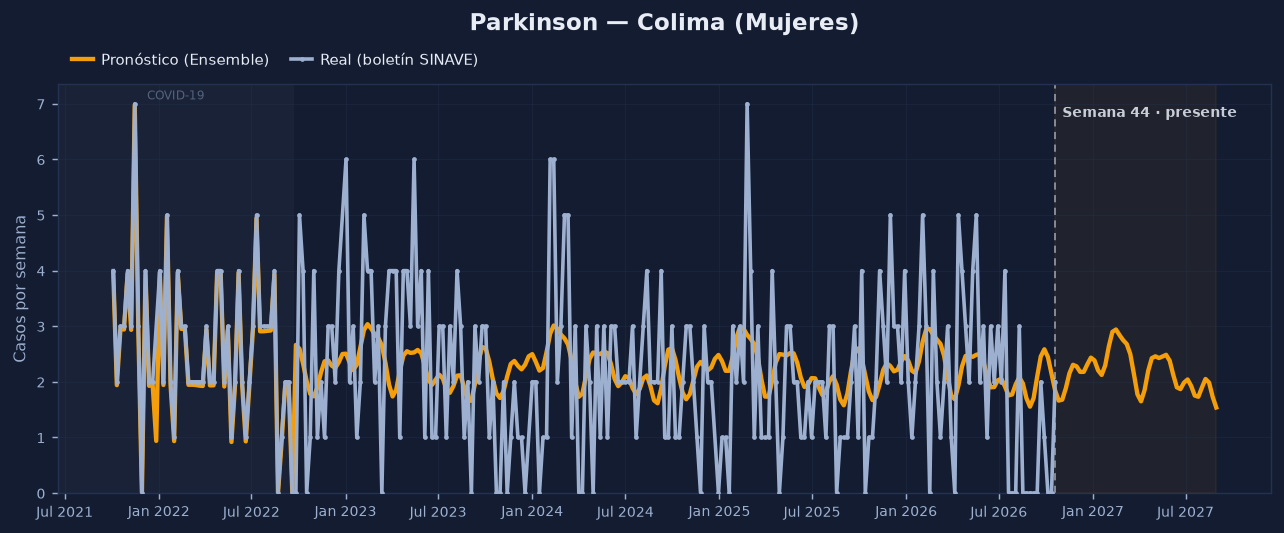 Parkinson — Colima (Mujeres)
Pronóstico (Ensemble)
Real (boletín SINAVE)
COVID-19
Semana 44 · presente
Casos por semana
7
6
5
4
3
2
1
0
Jul 2021
Jan 2022
Jul 2022
Jan 2023
Jul 2023
Jan 2024
Jul 2024
Jan 2025
Jul 2025
Jan 2026
Jul 2026
Jan 2027
Jul 2027